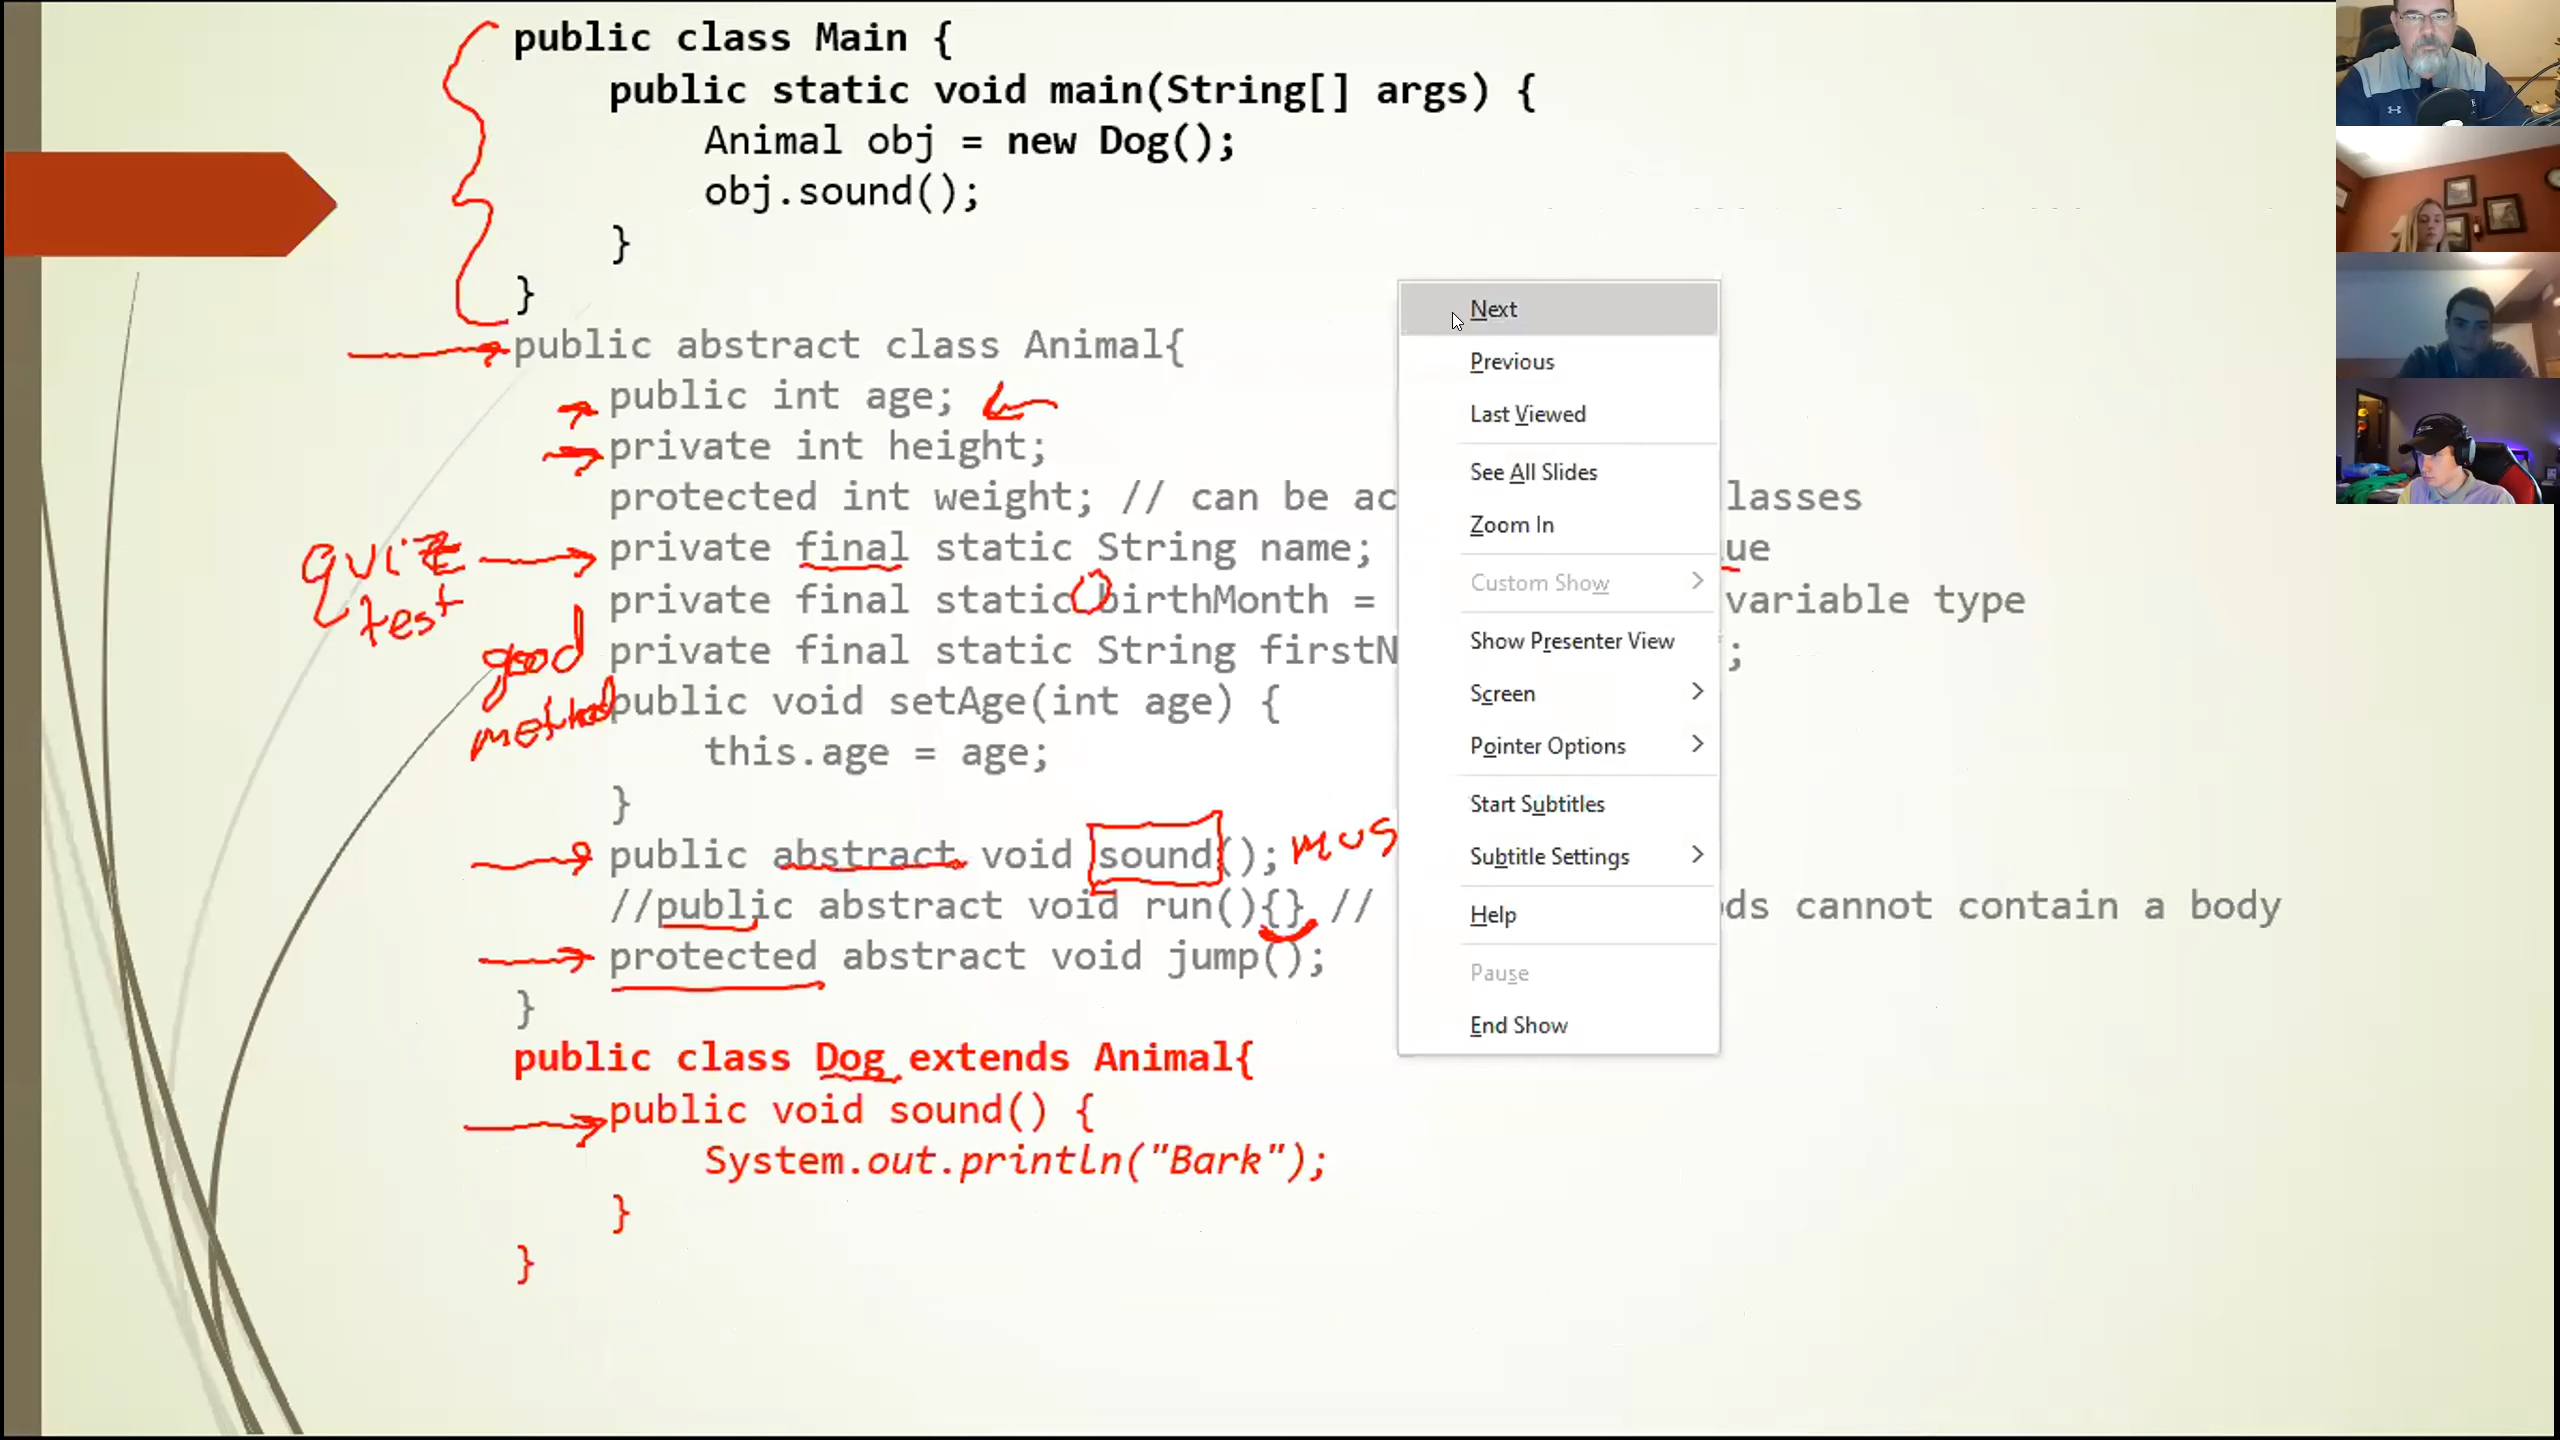 public class Main {
public static void main(String[] args) {
Animal obj = new Dog();
obj.sound();
}
}
public abstract class Animal{
public int age;
private int height;
protected int weight; // can be ac lasses
private final static String name; ue
private final static birthMonth = variable type
private final static String firstN ;
public void setAge(int age) {
this.age = age;
}
public abstract void sound(); mus
//public abstract void run(){} // ds cannot contain a body
protected abstract void jump();
}
public class Dog extends Animal{
public void sound() {
System.out.println("Bark");
}
}
quiz
test
good
method
Next
Previous
Last Viewed
See All Slides
Zoom In
Custom Show
Show Presenter View
Screen
Pointer Options
Start Subtitles
Subtitle Settings
Help
Pause
End Show